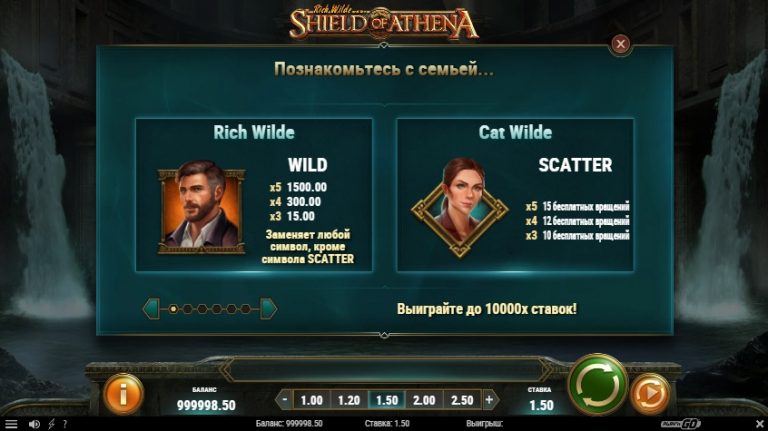 Rich Wilde AND THE
SHIELD OF ATHENA
Познакомьтесь с семьей...
Rich Wilde
WILD
x5 1500.00
x4 300.00
x3 15.00
Заменяет любой
символ, кроме
символа SCATTER
Cat Wilde
SCATTER
x5 15 бесплатных вращений
x4 12 бесплатных вращений
x3 10 бесплатных вращений
Выиграйте до 10000x ставок!
БАЛАНС
999998.50
- 1.00 1.20 1.50 2.00 2.50 +
СТАВКА
1.50
Баланс: 999998.50 Ставка: 1.50 Выигрыш:
PLAY'N GO